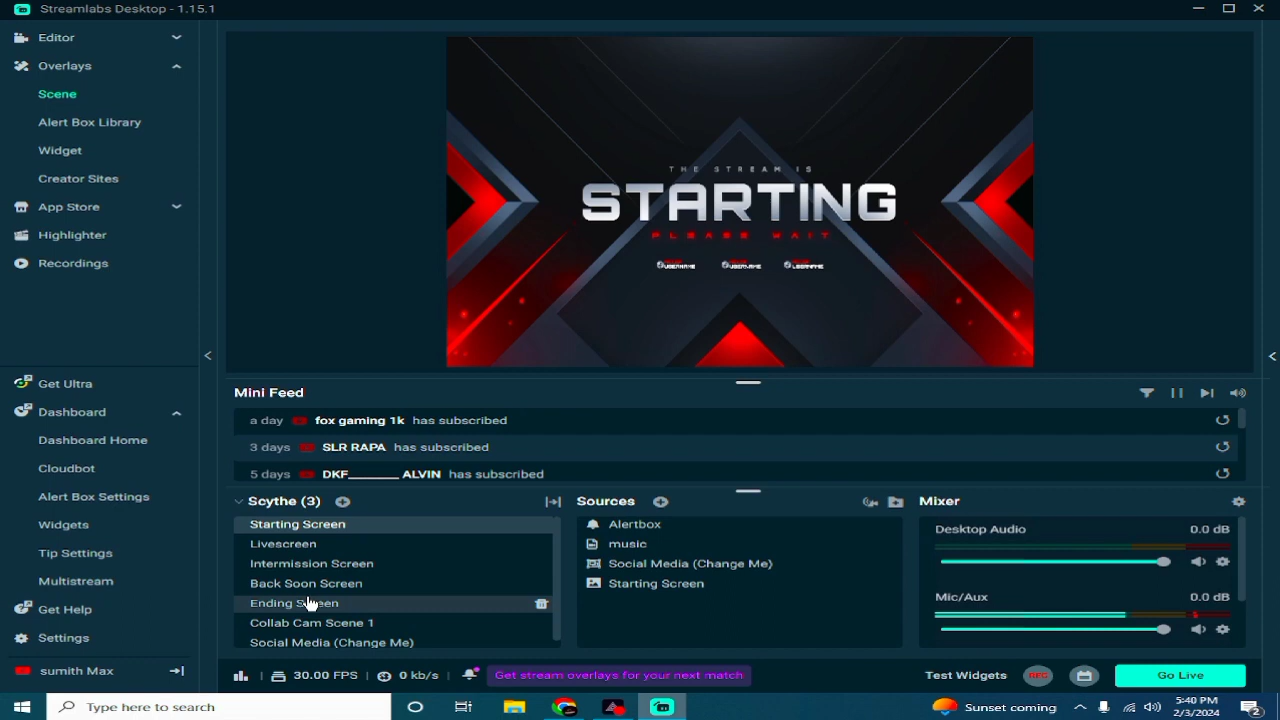 Streamlabs Desktop - 1.15.1
Editor
Overlays
Scene
Alert Box Library
Widget
Creator Sites
App Store
Highlighter
Recordings
Get Ultra
Dashboard
Dashboard Home
Cloudbot
Alert Box Settings
Widgets
Tip Settings
Multistream
Get Help
Settings
sumith Max
THE STREAM IS
STARTING
PLEASE WAIT
Mini Feed
a day fox gaming 1k has subscribed
3 days SLR RAPA has subscribed
5 days DKF________ ALVIN has subscribed
Scythe (3)
Starting Screen
Livescreen
Intermission Screen
Back Soon Screen
Ending Screen
Collab Cam Scene 1
Social Media (Change Me)
Sources
Alertbox
music
Social Media (Change Me)
Starting Screen
Mixer
Desktop Audio 0.0 dB
Mic/Aux 0.0 dB
30.00 FPS 0 kb/s
Get stream overlays for your next match
Test Widgets REC Go Live
Type here to search
Sunset coming
5:40 PM
2/3/2024
2